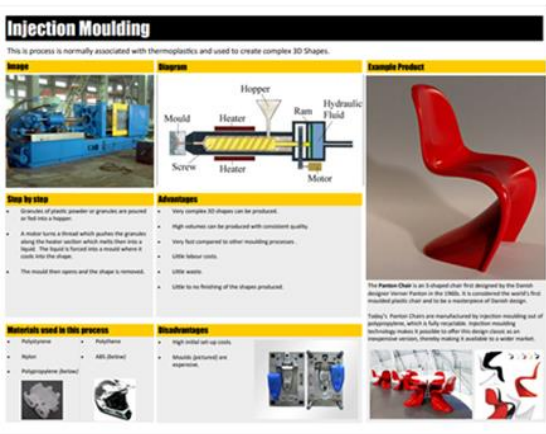 Injection Moulding
This is process is normally associated with thermoplastics and used to create complex 3D Shapes.
Image
Diagram
Hopper
Mould
Heater
Ram
Hydraulic
Fluid
Screw
Heater
Motor
Example Product
Step by step
Granules of plastic powder or granules are poured
or fed into a hopper.
A motor turns a thread which pushes the granules
along the heater section which melts then into a
liquid. The liquid is forced into a mould where it
cools into the shape.
The mould then opens and the shape is removed.
Advantages
Very complex 3D shapes can be produced.
High volumes can be produced with consistent quality.
Very fast compared to other moulding processes.
Little labour costs.
Little waste.
Little to no finishing of the shapes produced.
The Panton Chair is an S-shaped chair first designed by the Danish
designer Verner Panton in the 1960s. It is considered the world's first
moulded plastic chair and to be a masterpiece of Danish design.
Today's Panton Chairs are manufactured by injection moulding out of
polypropylene, which is fully recyclable. Injection moulding
technology makes it possible to offer this design classic as an
inexpensive version, thereby making it available to a wider market.
Materials used in this process
Polystyrene
Polythene
Nylon
ABS (below)
Polypropylene (below)
Disadvantages
High initial set-up costs.
Moulds (pictured) are
expensive.